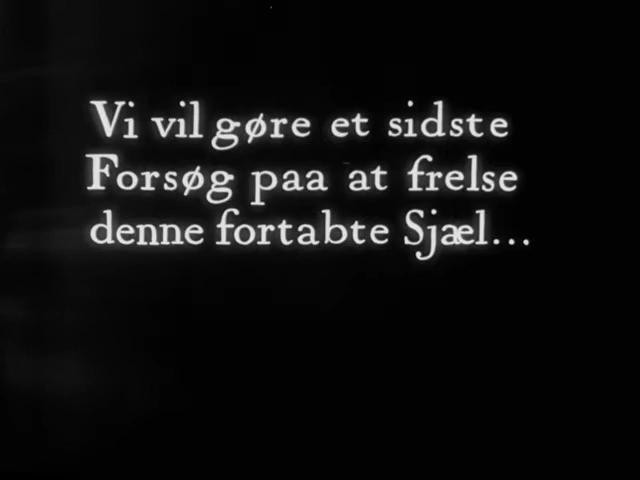 Vi vil gøre et sidste
Forsøg paa at frelse
denne fortabte Sjæl...